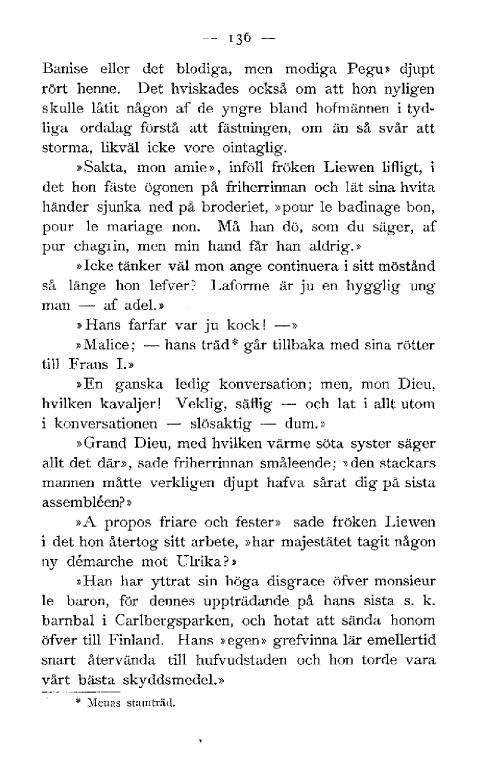 — 136 —
Banise eller det blodiga, men modiga Pegu» djupt
rört henne. Det hviskades också om att hon nyligen
skulle låtit någon af de yngre bland hofmännen i tyd-
liga ordalag förstå att fästningen, om än så svår att
storma, likväl icke vore ointaglig.
»Sakta, mon amie», inföll fröken Liewen lifligt, i
det hon fäste ögonen på friherrinnan och lät sina hvita
händer sjunka ned på broderiet, »pour le badinage bon,
pour le mariage non. Må han dö, som du säger, af
pur chagrin, men min hand får han aldrig.»
»Icke tänker väl mon ange continuera i sitt möstånd
så länge hon lefver? Laforme är ju en hygglig ung
man — af adel.»
»Hans farfar var ju kock! —»
»Malice; — hans träd* går tillbaka med sina rötter
till Frans I.»
»En ganska ledig konversation; men, mon Dieu,
hvilken kavaljer! Veklig, säflig — och lat i allt utom
i konversationen — slösaktig — dum.»
»Grand Dieu, med hvilken värme söta syster säger
allt det där», sade friherrinnan småleende; »den stackars
mannen måtte verkligen djupt hafva sårat dig på sista
assembléen?»
»A propos friare och fester» sade fröken Liewen
i det hon återtog sitt arbete, »har majestätet tagit någon
ny démarche mot Ulrika?»
»Han har yttrat sin höga disgrace öfver monsieur
le baron, för dennes uppträdande på hans sista s. k.
barnbal i Carlbergsparken, och hotat att sända honom
öfver till Finland. Hans »egen» grefvinna lär emellertid
snart återvända till hufvudstaden och hon torde vara
vårt bästa skyddsmedel.»
* Menas stamträd.